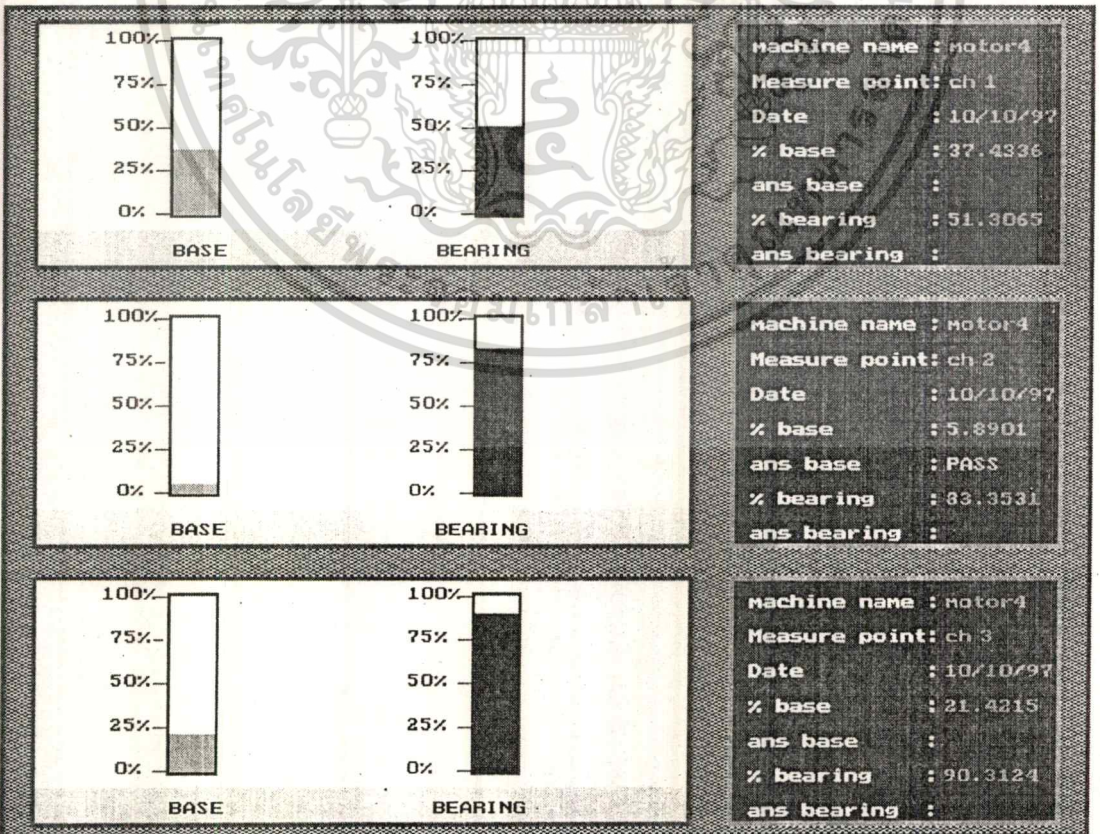 100%
75%
50%
25%
0%
BASE
100%
75%
50%
25%
0%
BEARING
Machine name : motor4
Measure point: ch 1
Date : 10/10/97
% base : 37.4336
ans base :
% bearing : 51.3065
ans bearing :
100%
75%
50%
25%
0%
BASE
100%
75%
50%
25%
0%
BEARING
Machine name : motor4
Measure point: ch 2
Date : 10/10/97
% base : 5.8901
ans base : PASS
% bearing : 83.3531
ans bearing :
100%
75%
50%
25%
0%
BASE
100%
75%
50%
25%
0%
BEARING
Machine name : motor4
Measure point: ch 3
Date : 10/10/97
% base : 21.4215
ans base :
% bearing : 90.3124
ans bearing :